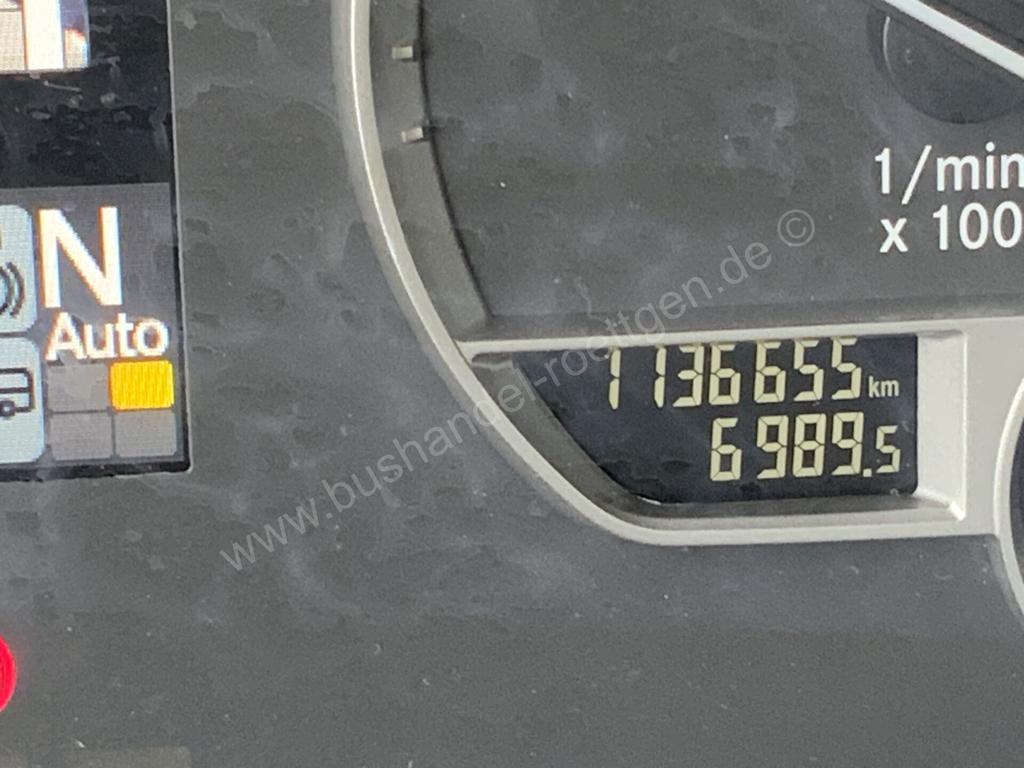 N
Auto
1/min
x 100
1136655 km
6989.5
www.bushandel-roettgen.de ©